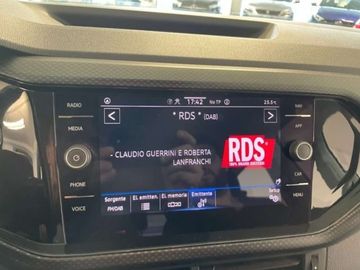 RADIO
MEDIA
PHONE
VOICE
17:42
No TP
25.5°C
* RDS * (DAB)
- CLAUDIO GUERRINI E ROBERTA
LANFRANCHI
RDS
100% GRANDI SUCCESSI
Setup
Sorgente El. emitten. El. memoria Emittente
FM/DAB
NAV
APP
CAR
MENU